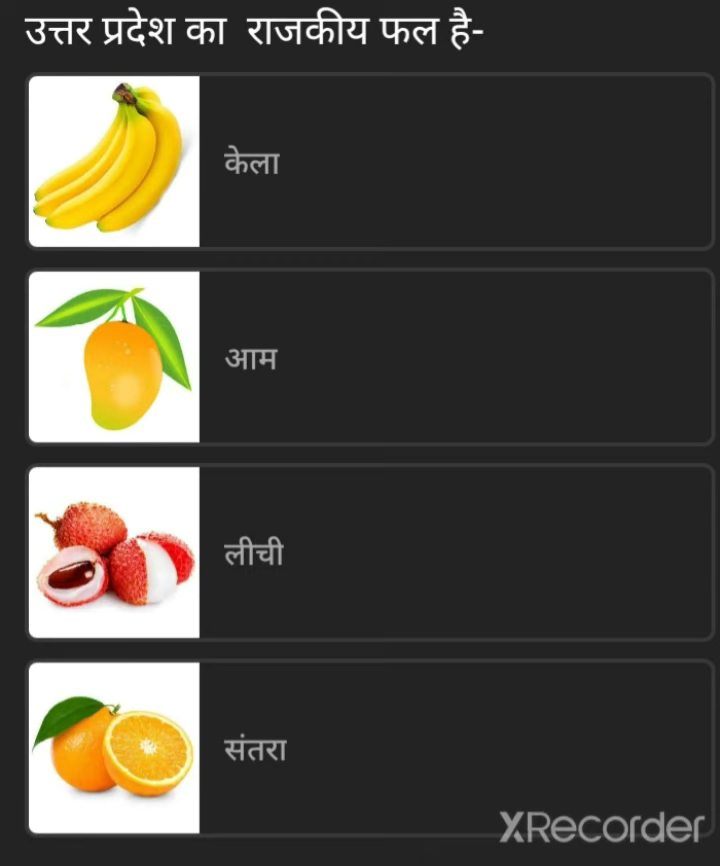 उत्तर प्रदेश का राजकीय फल है-
केला
आम
लीची
संतरा
XRecorder